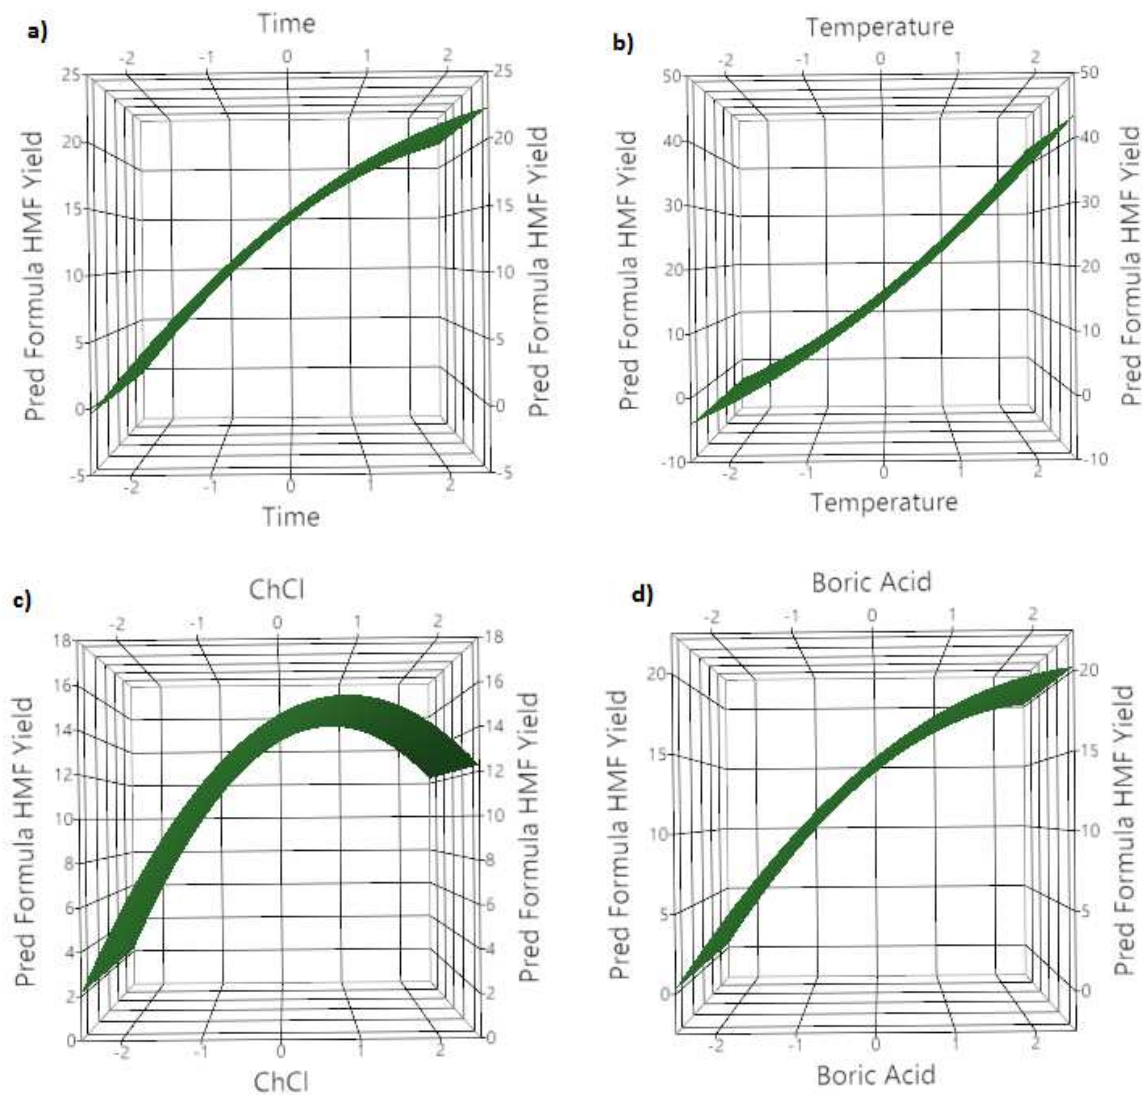 a)
Time
-2 -1 0 1 2
25 25
20 20
15 15
10 10
5 5
0 0
-5 -5
Pred Formula HMF Yield
Pred Formula HMF Yield
-2 -1 0 1 2
Time
b)
Temperature
-2 -1 0 1 2
50 50
40 40
30 30
20 20
10 10
0 0
-10 -10
Pred Formula HMF Yield
Pred Formula HMF Yield
-2 -1 0 1 2
Temperature
c)
ChCl
-2 -1 0 1 2
18 18
16 16
14 14
12 12
10 10
8 8
6 6
4 4
2 2
0 0
Pred Formula HMF Yield
Pred Formula HMF Yield
-2 -1 0 1 2
ChCl
d)
Boric Acid
-2 -1 0 1 2
20 20
15 15
10 10
5 5
0 0
Pred Formula HMF Yield
Pred Formula HMF Yield
-2 -1 0 1 2
Boric Acid